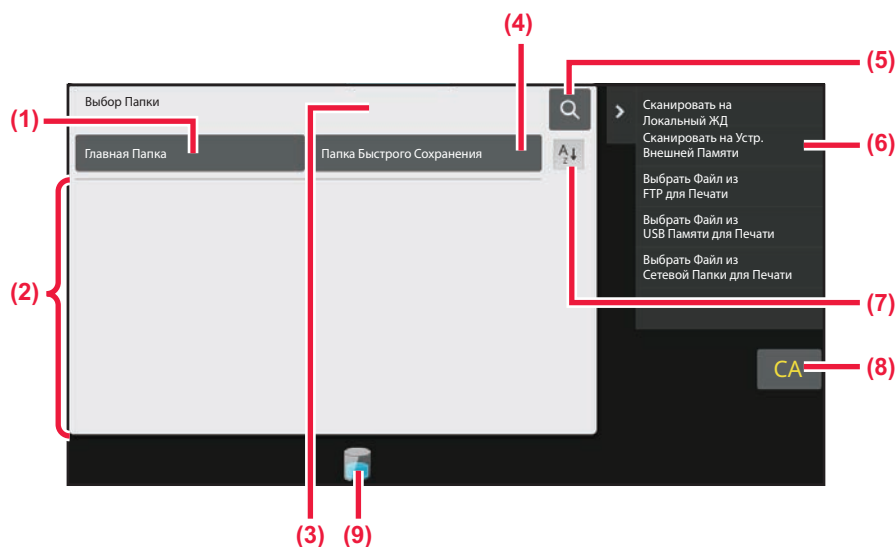 (4)
(5)
Выбор Папки
(1)
Сканировать на
Локальный ЖД
Сканировать на Устр.
Внешней Памяти
(6)
Главная Папка
Папка Быстрого Сохранения
A
Z
Выбрать Файл из
FTP для Печати
Выбрать Файл из
USB Памяти для Печати
Выбрать Файл из
Сетевой Папки для Печати
(2)
(7)
CA
(8)
(3)
(9)